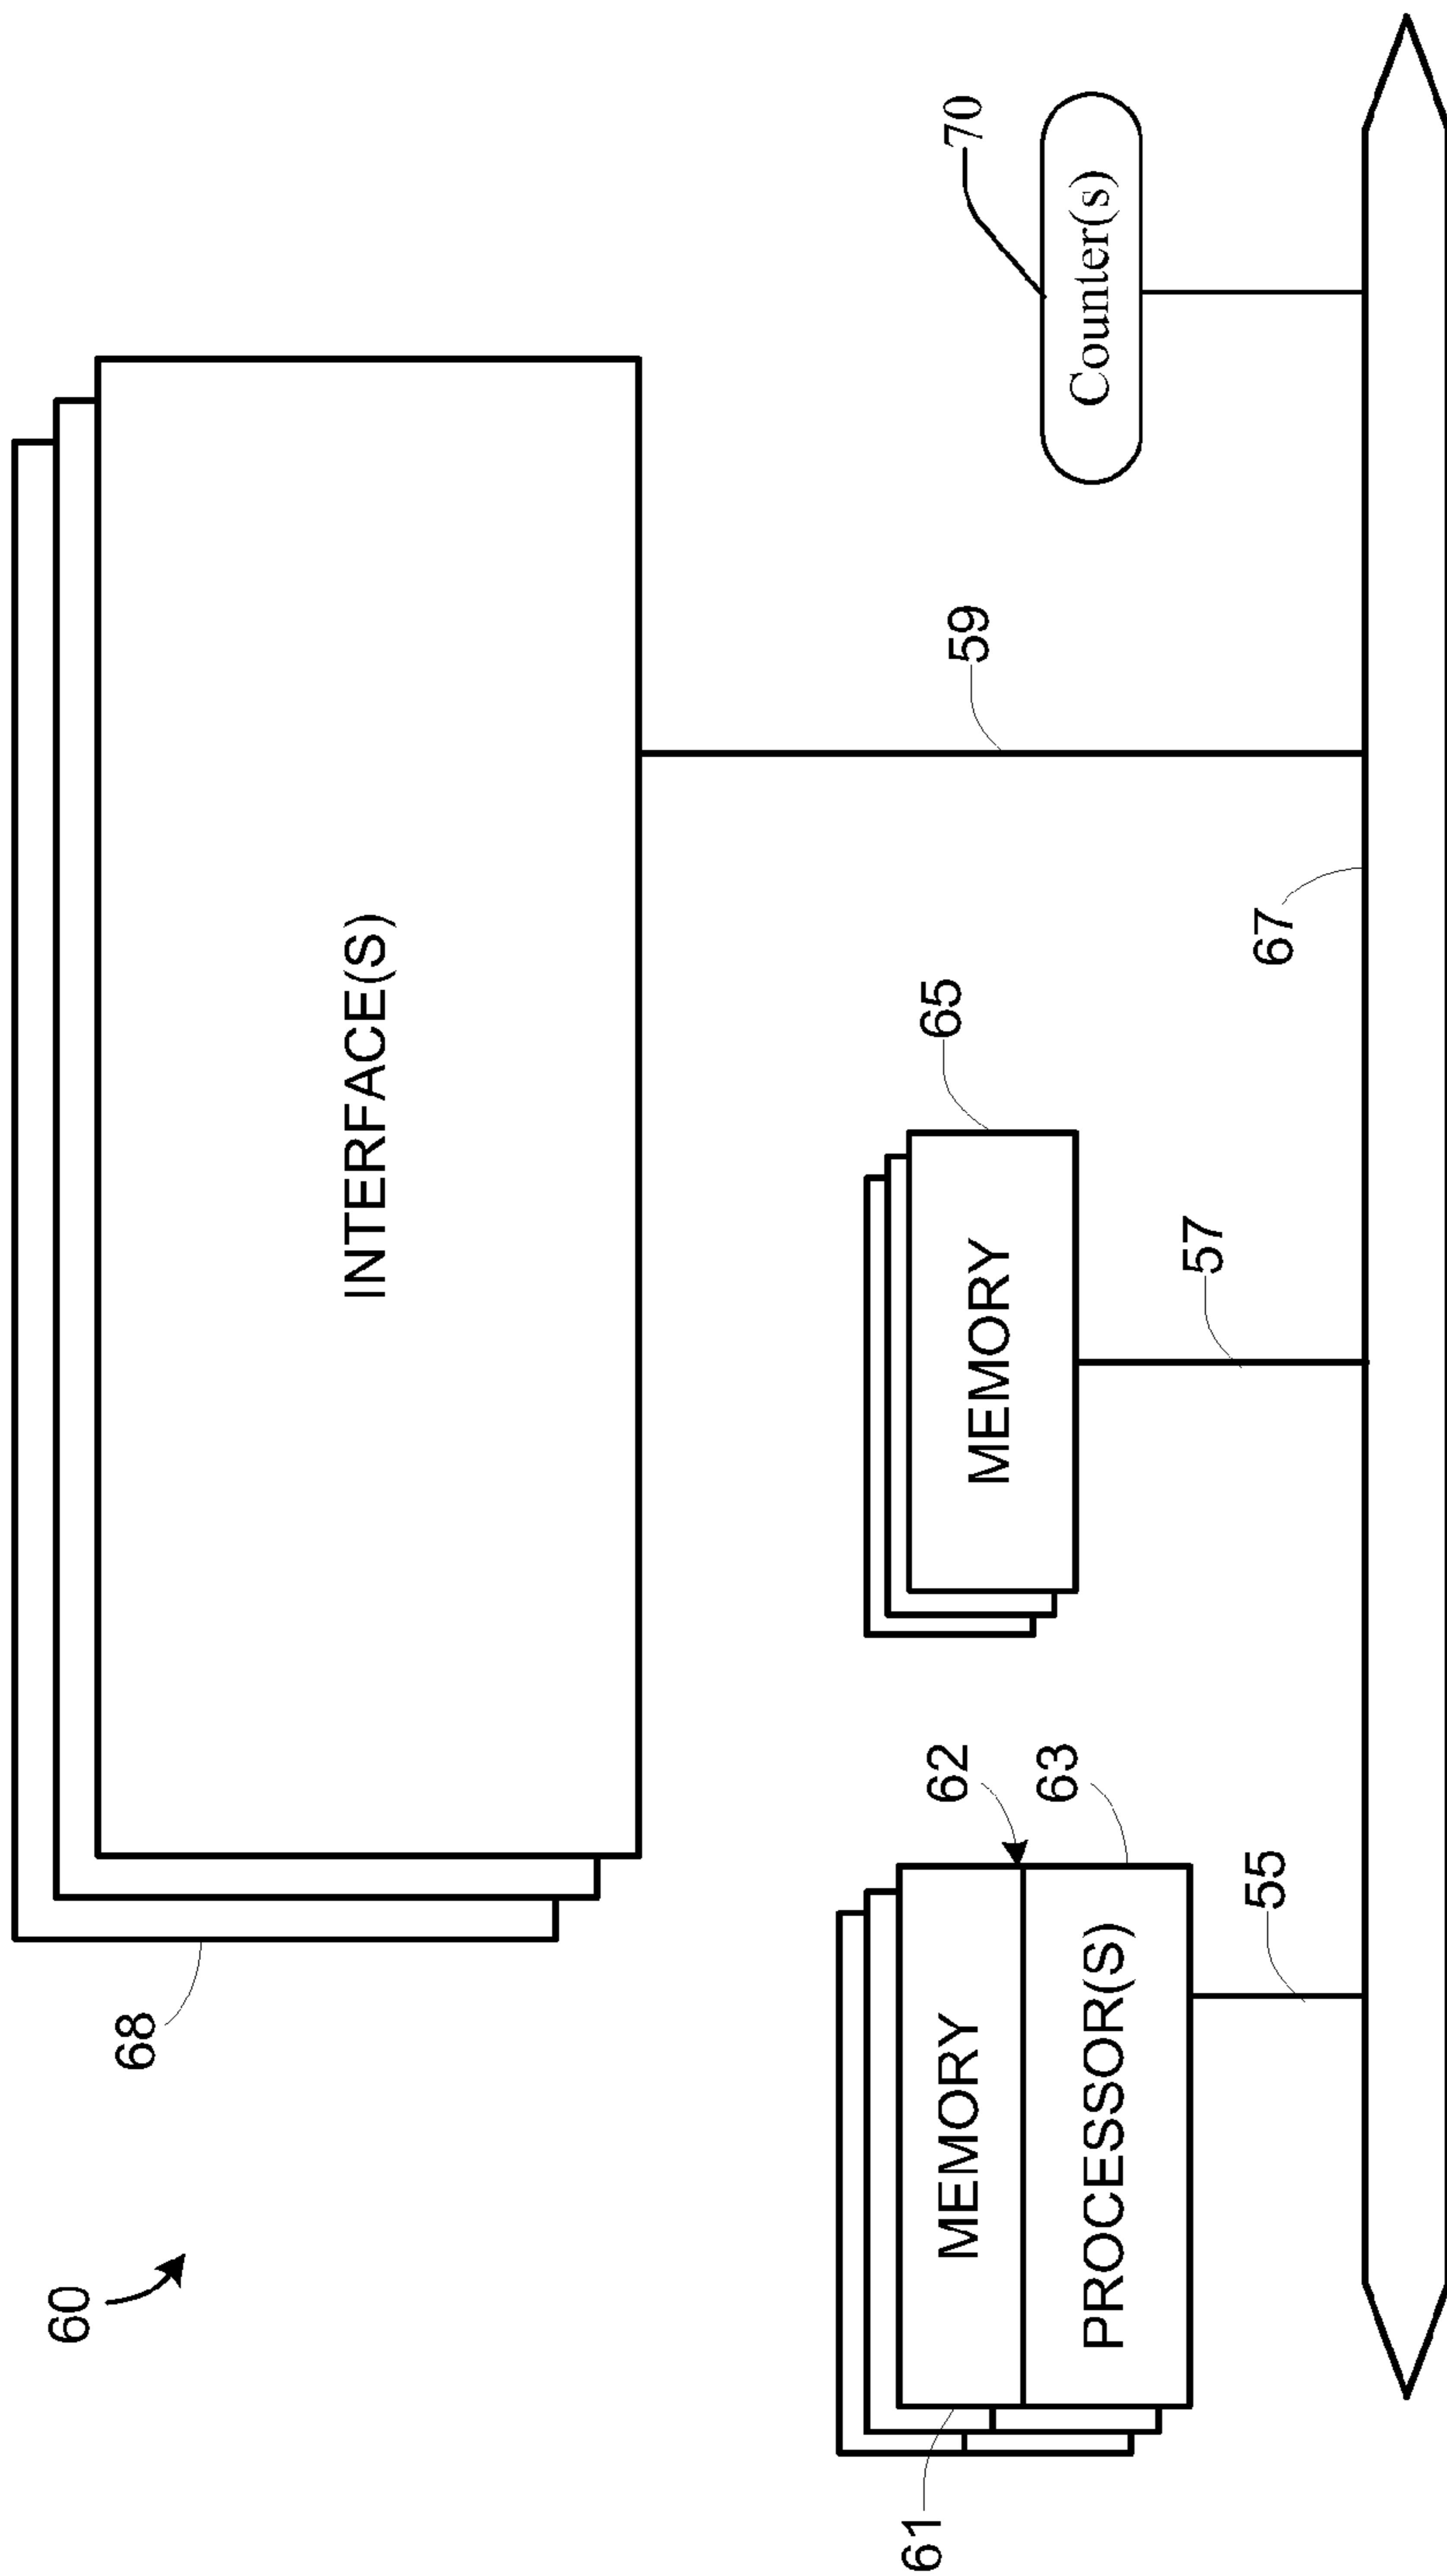 60
68
INTERFACE(S)
61
MEMORY
62
PROCESSOR(S)
63
55
MEMORY
65
57
59
67
70
Counter(s)